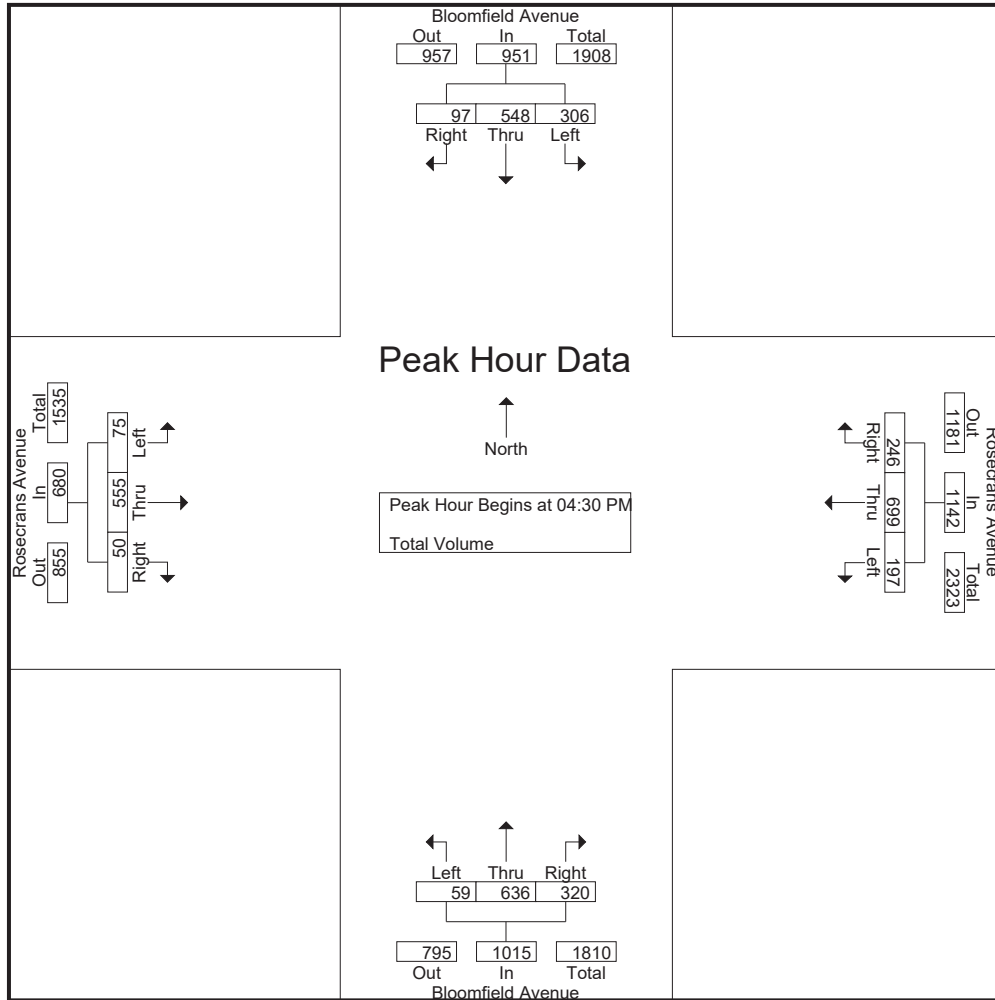 Bloomfield Avenue
Out In Total
957 951 1908
97 548 306
Right Thru Left
Peak Hour Data
North
Peak Hour Begins at 04:30 PM
Total Volume
Rosecrans Avenue
Total In Out
1535 680 855
75 555 50
Left Thru Right
Rosecrans Avenue
Out In Total
1181 1142 2323
246 699 197
Right Thru Left
Left Thru Right
59 636 320
795 1015 1810
Out In Total
Bloomfield Avenue